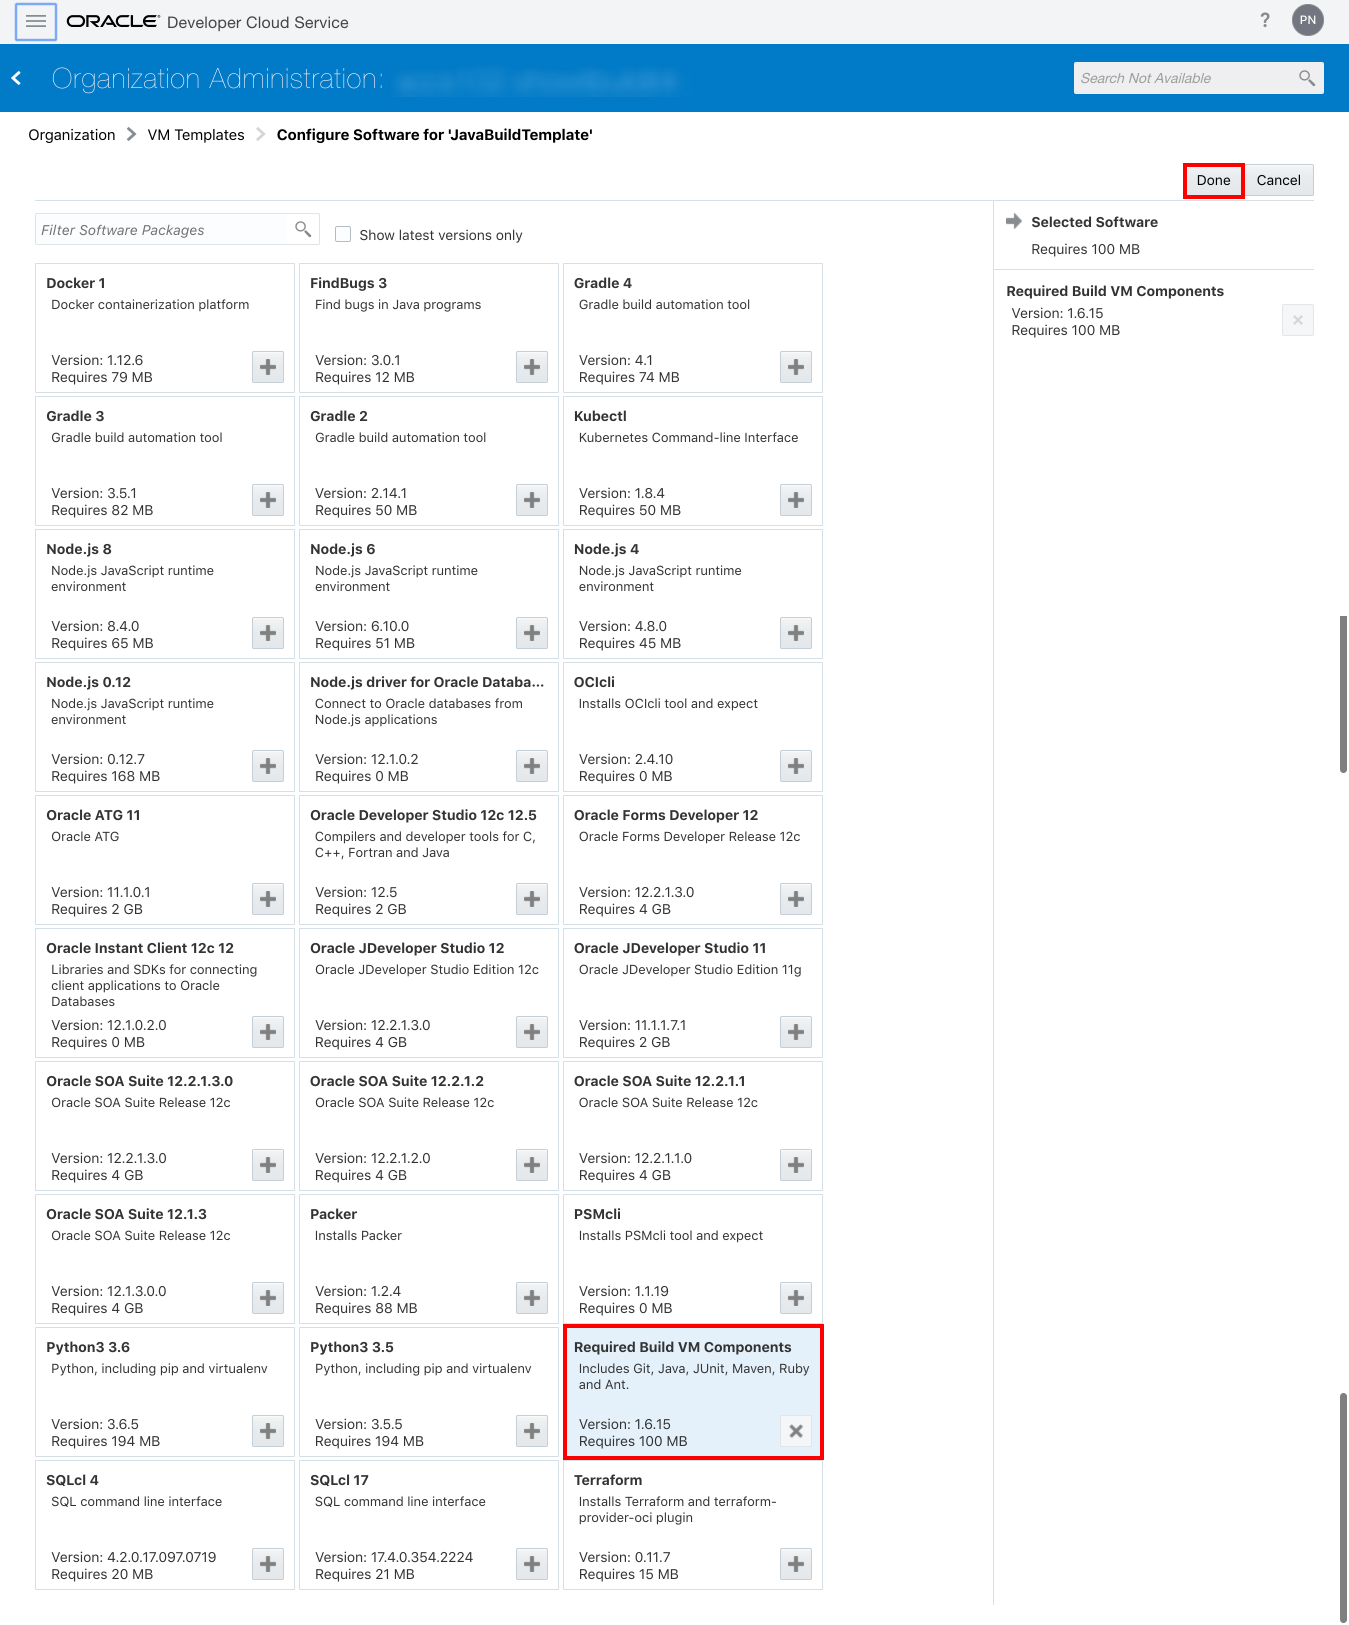 ORACLE® Developer Cloud Service
?
PN
Organization Administration:
Search Not Available
Organization VM Templates Configure Software for 'JavaBuildTemplate'
Done Cancel
Filter Software Packages
Show latest versions only
Docker 1
Docker containerization platform
Version: 1.12.6
Requires 79 MB
FindBugs 3
Find bugs in Java programs
Version: 3.0.1
Requires 12 MB
Gradle 4
Gradle build automation tool
Version: 4.1
Requires 74 MB
Gradle 3
Gradle build automation tool
Version: 3.5.1
Requires 82 MB
Gradle 2
Gradle build automation tool
Version: 2.14.1
Requires 50 MB
Kubectl
Kubernetes Command-line Interface
Version: 1.8.4
Requires 50 MB
Node.js 8
Node.js JavaScript runtime
environment
Version: 8.4.0
Requires 65 MB
Node.js 6
Node.js JavaScript runtime
environment
Version: 6.10.0
Requires 51 MB
Node.js 4
Node.js JavaScript runtime
environment
Version: 4.8.0
Requires 45 MB
Node.js 0.12
Node.js JavaScript runtime
environment
Version: 0.12.7
Requires 168 MB
Node.js driver for Oracle Databa...
Connect to Oracle databases from
Node.js applications
Version: 12.1.0.2
Requires 0 MB
OCIcli
Installs OCIcli tool and expect
Version: 2.4.10
Requires 0 MB
Oracle ATG 11
Oracle ATG
Version: 11.1.0.1
Requires 2 GB
Oracle Developer Studio 12c 12.5
Compilers and developer tools for C,
C++, Fortran and Java
Version: 12.5
Requires 2 GB
Oracle Forms Developer 12
Oracle Forms Developer Release 12c
Version: 12.2.1.3.0
Requires 4 GB
Oracle Instant Client 12c 12
Libraries and SDKs for connecting
client applications to Oracle
Databases
Version: 12.1.0.2.0
Requires 0 MB
Oracle JDeveloper Studio 12
Oracle JDeveloper Studio Edition 12c
Version: 12.2.1.3.0
Requires 4 GB
Oracle JDeveloper Studio 11
Oracle JDeveloper Studio Edition 11g
Version: 11.1.1.7.1
Requires 2 GB
Oracle SOA Suite 12.2.1.3.0
Oracle SOA Suite Release 12c
Version: 12.2.1.3.0
Requires 4 GB
Oracle SOA Suite 12.2.1.2
Oracle SOA Suite Release 12c
Version: 12.2.1.2.0
Requires 4 GB
Oracle SOA Suite 12.2.1.1
Oracle SOA Suite Release 12c
Version: 12.2.1.1.0
Requires 4 GB
Oracle SOA Suite 12.1.3
Oracle SOA Suite Release 12c
Version: 12.1.3.0.0
Requires 4 GB
Packer
Installs Packer
Version: 1.2.4
Requires 88 MB
PSMcli
Installs PSMcli tool and expect
Version: 1.1.19
Requires 0 MB
Python3 3.6
Python, including pip and virtualenv
Version: 3.6.5
Requires 194 MB
Python3 3.5
Python, including pip and virtualenv
Version: 3.5.5
Requires 194 MB
Required Build VM Components
Includes Git, Java, JUnit, Maven, Ruby
and Ant.
Version: 1.6.15
Requires 100 MB
SQLcl 4
SQL command line interface
Version: 4.2.0.17.097.0719
Requires 20 MB
SQLcl 17
SQL command line interface
Version: 17.4.0.354.2224
Requires 21 MB
Terraform
Installs Terraform and terraform-
provider-oci plugin
Version: 0.11.7
Requires 15 MB
Selected Software
Requires 100 MB
Required Build VM Components
Version: 1.6.15
Requires 100 MB